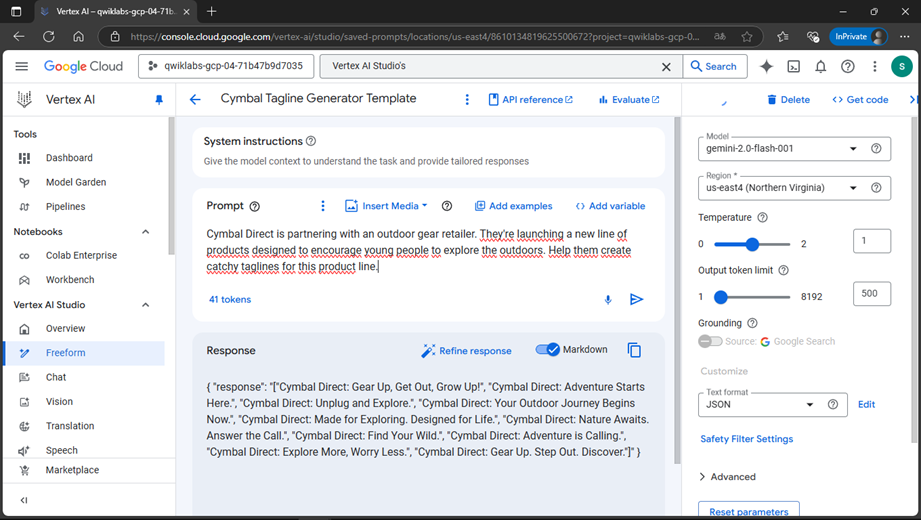 Vertex AI – qwiklabs-gcp-04-71b
https://console.cloud.google.com/vertex-ai/studio/saved-prompts/locations/us-east4/8610134819625500672?project=qwiklabs-gcp-0...
InPrivate
Google Cloud
qwiklabs-gcp-04-71b47b9d7035
Vertex AI Studio's
Search
S
Vertex AI
Cymbal Tagline Generator Template
API reference
Evaluate
Delete
Get code
Tools
Dashboard
Model Garden
Pipelines
Notebooks
Colab Enterprise
Workbench
Vertex AI Studio
Overview
Freeform
Chat
Vision
Translation
Speech
Marketplace
System instructions
Give the model context to understand the task and provide tailored responses
Prompt
Insert Media
Add examples
Add variable
Cymbal Direct is partnering with an outdoor gear retailer. They're launching a new line of
products designed to encourage young people to explore the outdoors. Help them create
catchy taglines for this product line.
41 tokens
Response
Refine response
Markdown
{ "response": "["Cymbal Direct: Gear Up, Get Out, Grow Up!", "Cymbal Direct: Adventure Starts
Here.", "Cymbal Direct: Unplug and Explore.", "Cymbal Direct: Your Outdoor Journey Begins
Now.", "Cymbal Direct: Made for Exploring. Designed for Life.", "Cymbal Direct: Nature Awaits.
Answer the Call.", "Cymbal Direct: Find Your Wild.", "Cymbal Direct: Adventure is Calling.",
"Cymbal Direct: Explore More, Worry Less.", "Cymbal Direct: Gear Up. Step Out. Discover."]" }
Model
gemini-2.0-flash-001
Region *
us-east4 (Northern Virginia)
Temperature
0
2
1
Output token limit
1
8192
500
Grounding
Source: Google Search
Customize
Text format
JSON
Edit
Safety Filter Settings
Advanced
Reset parameters